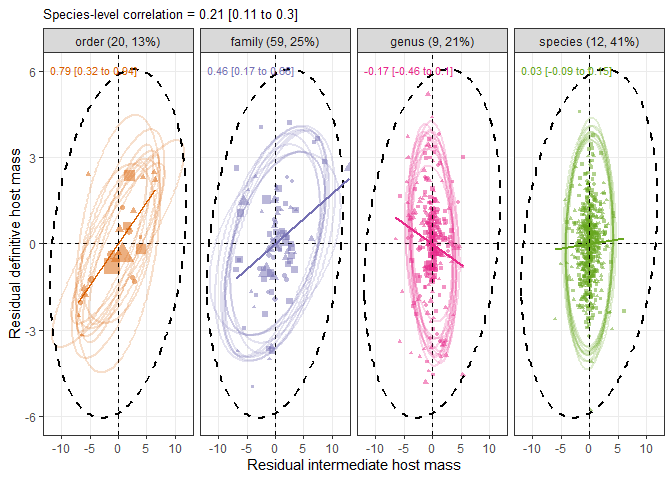 Species-level correlation = 0.21 [0.11 to 0.3]
order (20, 13%)
family (59, 25%)
genus (9, 21%)
species (12, 41%)
0.79 [0.32 to 0.94]
0.46 [0.17 to 0.68]
-0.17 [-0.46 to 0.1]
0.03 [-0.09 to 0.15]
6
3
0
-3
-6
Residual definitive host mass
-10 -5 0 5 10
-10 -5 0 5 10
-10 -5 0 5 10
-10 -5 0 5 10
Residual intermediate host mass